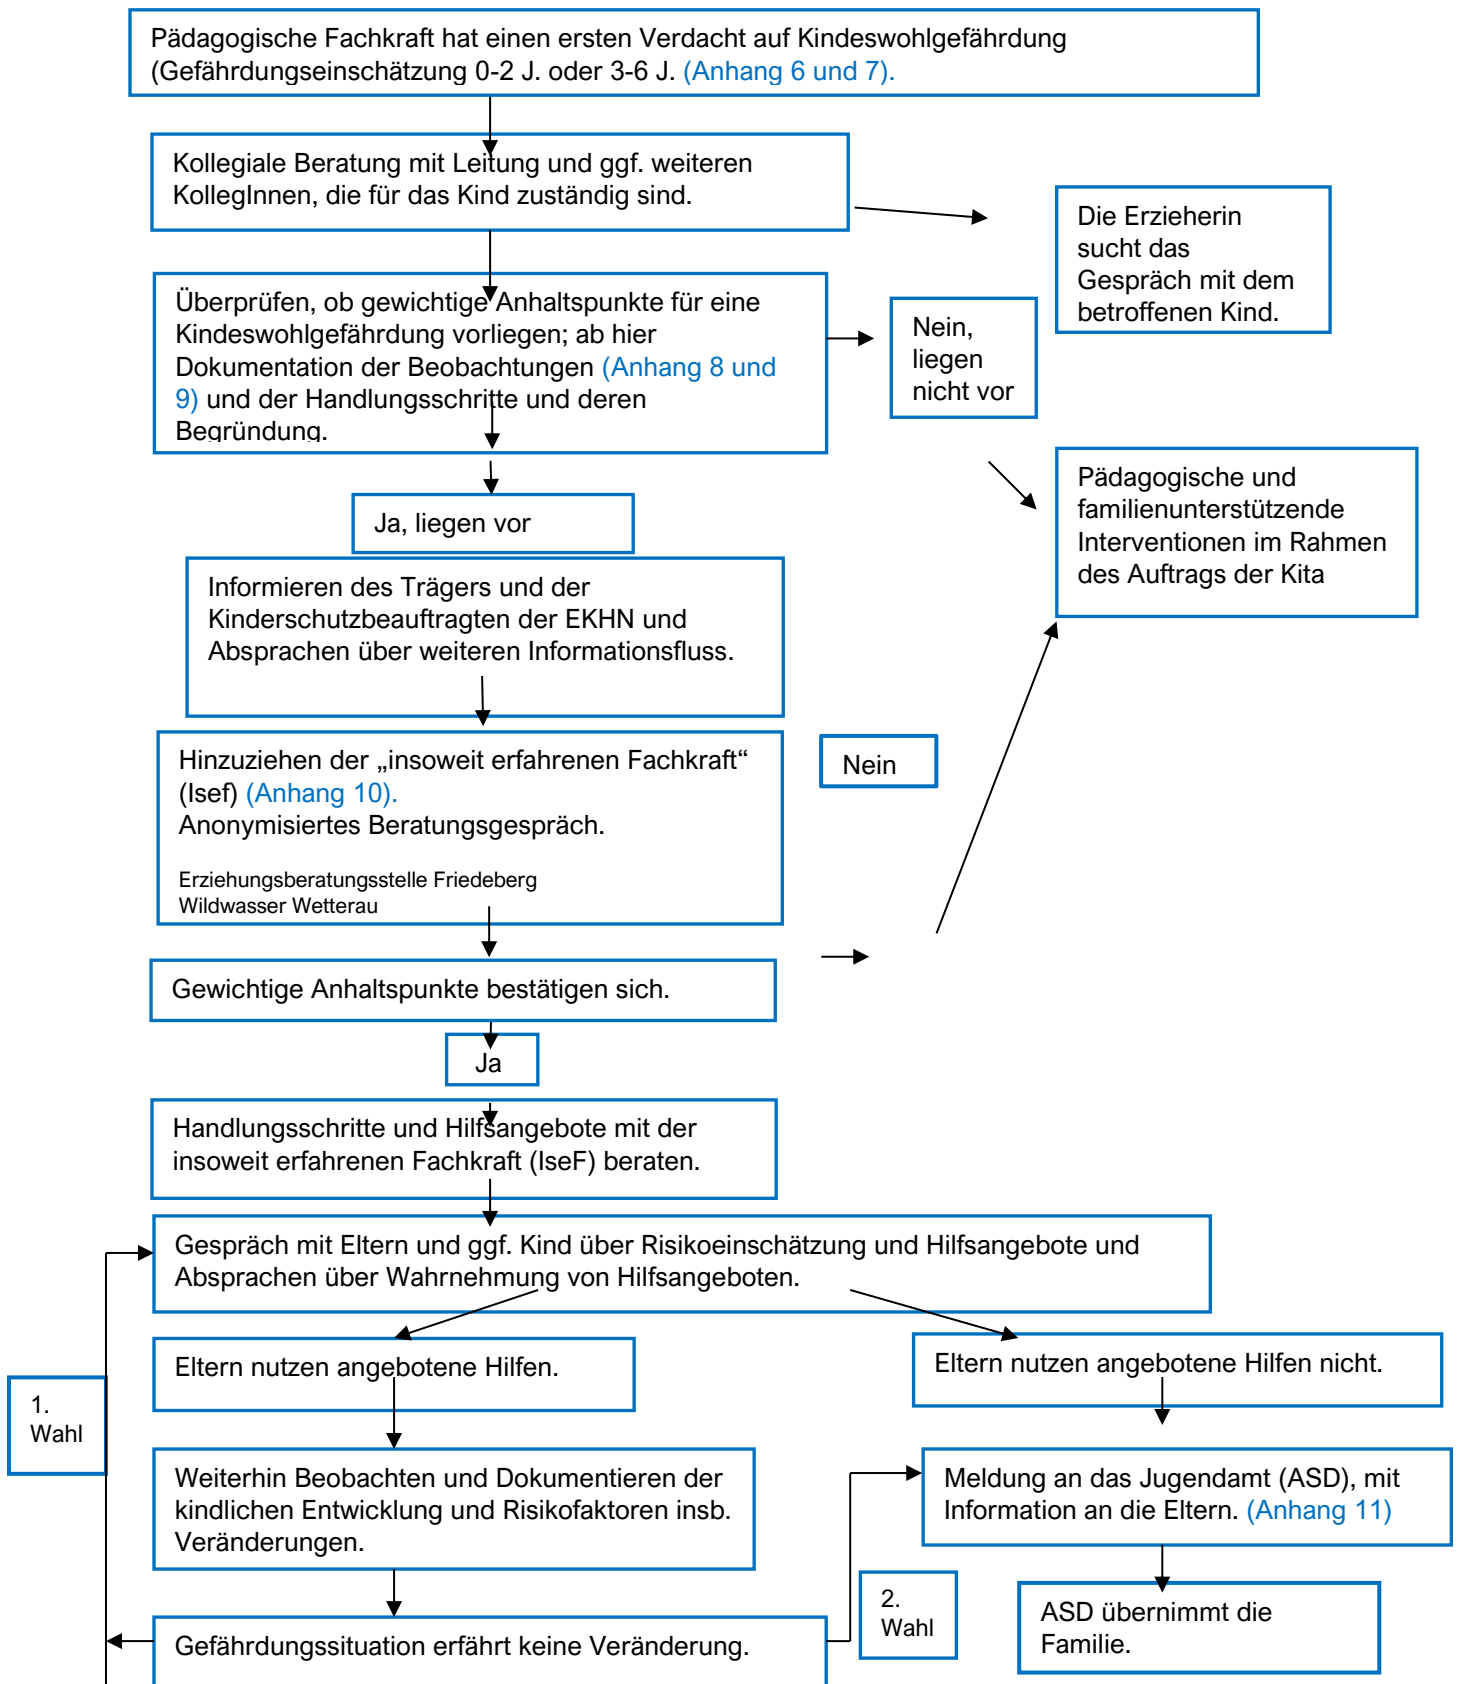 Pädagogische Fachkraft hat einen ersten Verdacht auf Kindeswohlgefährdung
(Gefährdungseinschätzung 0-2 J. oder 3-6 J. (Anhang 6 und 7).
Kollegiale Beratung mit Leitung und ggf. weiteren
KollegInnen, die für das Kind zuständig sind.
Die Erzieherin
sucht das
Gespräch mit dem
betroffenen Kind.
Überprüfen, ob gewichtige Anhaltspunkte für eine
Kindeswohlgefährdung vorliegen; ab hier
Dokumentation der Beobachtungen (Anhang 8 und
9) und der Handlungsschritte und deren
Begründung.
Nein,
liegen
nicht vor
Pädagogische und
familienunterstützende
Interventionen im Rahmen
des Auftrags der Kita
Ja, liegen vor
Informieren des Trägers und der
Kinderschutzbeauftragten der EKHN und
Absprachen über weiteren Informationsfluss.
Hinzuziehen der „insoweit erfahrenen Fachkraft“
(Isef) (Anhang 10).
Anonymisiertes Beratungsgespräch.
Erziehungsberatungsstelle Friedeberg
Wildwasser Wetterau
Nein
Gewichtige Anhaltspunkte bestätigen sich.
Ja
Handlungsschritte und Hilfsangebote mit der
insoweit erfahrenen Fachkraft (IseF) beraten.
Gespräch mit Eltern und ggf. Kind über Risikoeinschätzung und Hilfsangebote und
Absprachen über Wahrnehmung von Hilfsangeboten.
Eltern nutzen angebotene Hilfen.
Eltern nutzen angebotene Hilfen nicht.
1.
Wahl
Weiterhin Beobachten und Dokumentieren der
kindlichen Entwicklung und Risikofaktoren insb.
Veränderungen.
Meldung an das Jugendamt (ASD), mit
Information an die Eltern. (Anhang 11)
2.
Wahl
ASD übernimmt die
Familie.
Gefährdungssituation erfährt keine Veränderung.